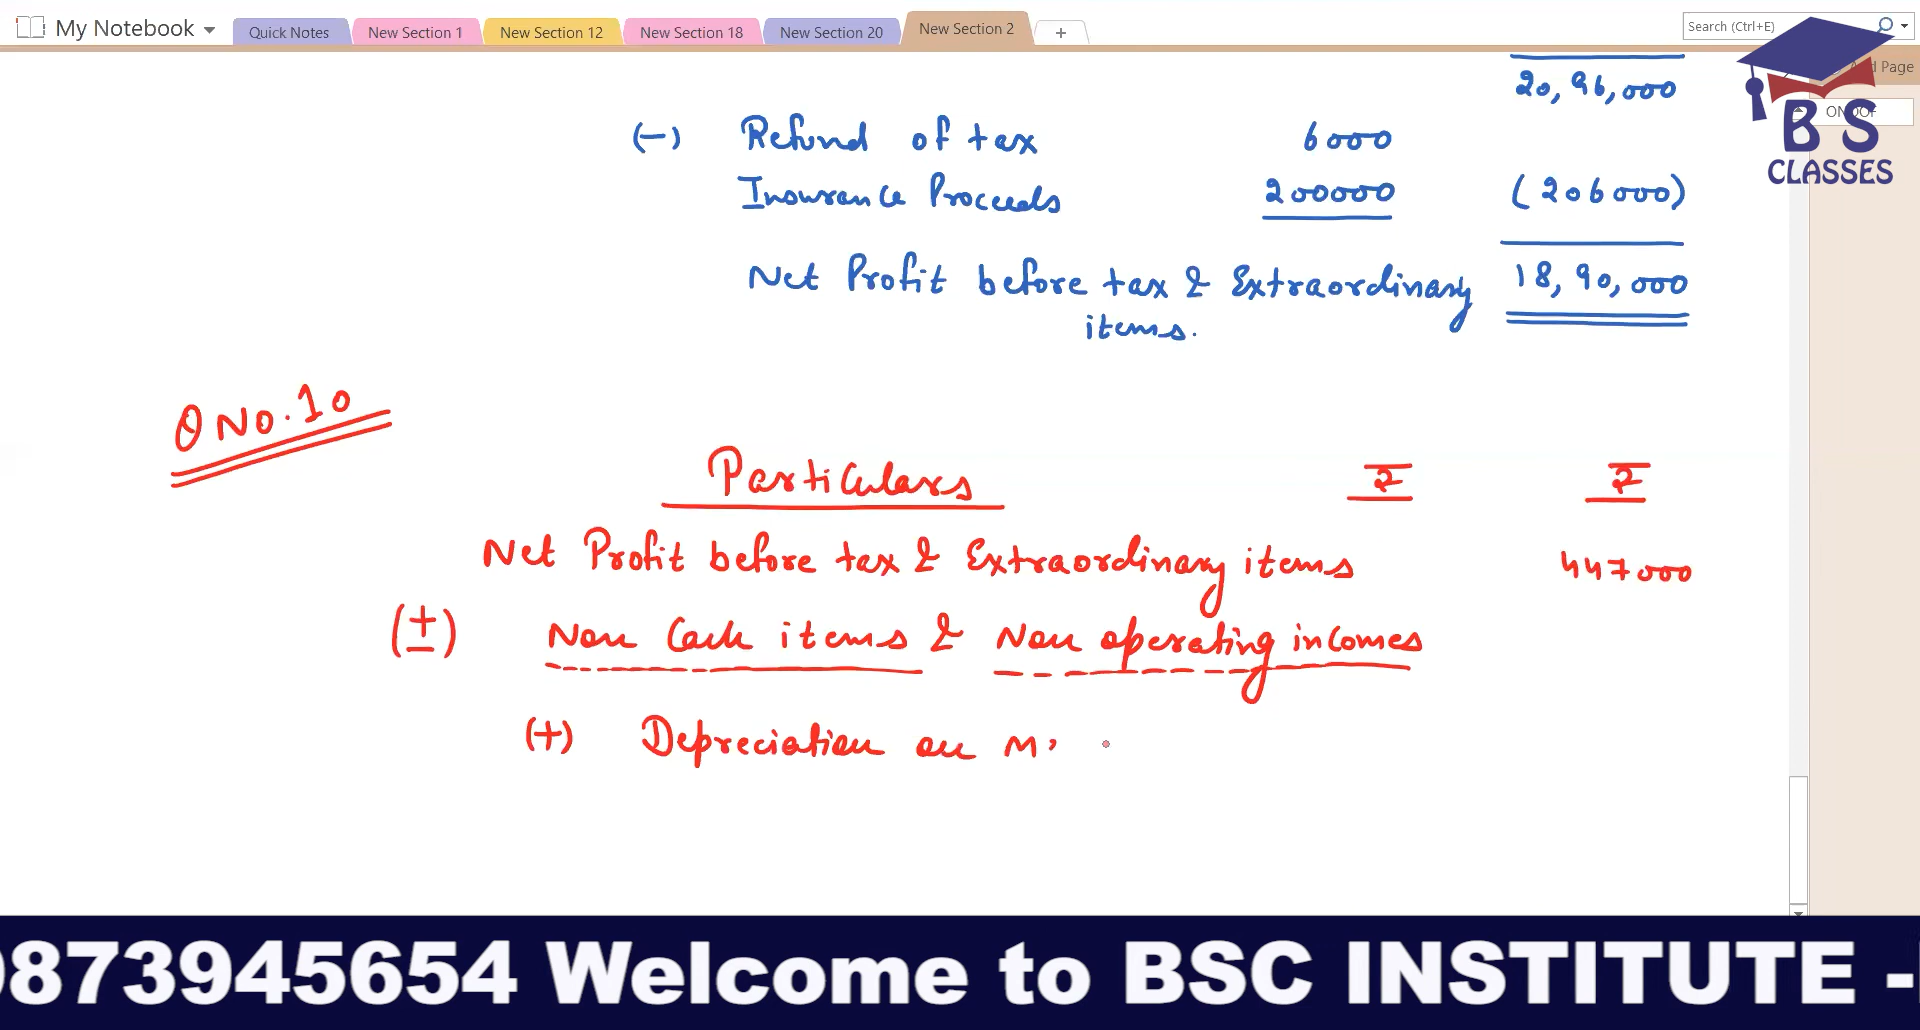 My Notebook Quick Notes New Section 1 New Section 12 New Section 18 New Section 20 New Section 2 + Search (Ctrl+E)
d Page
BS
CLASSES
20,96,000
(-) Refund of tax 6000
Insurance Proceeds 200000 (206000)
Net Profit before tax & Extraordinary 18,90,000
items.
Q NO.10
Particulars ₹ ₹
Net Profit before tax & Extraordinary items 447000
(±) Non Cash items & Non operating incomes
(+) Depreciation on M
9873945654 Welcome to BSC INSTITUTE -